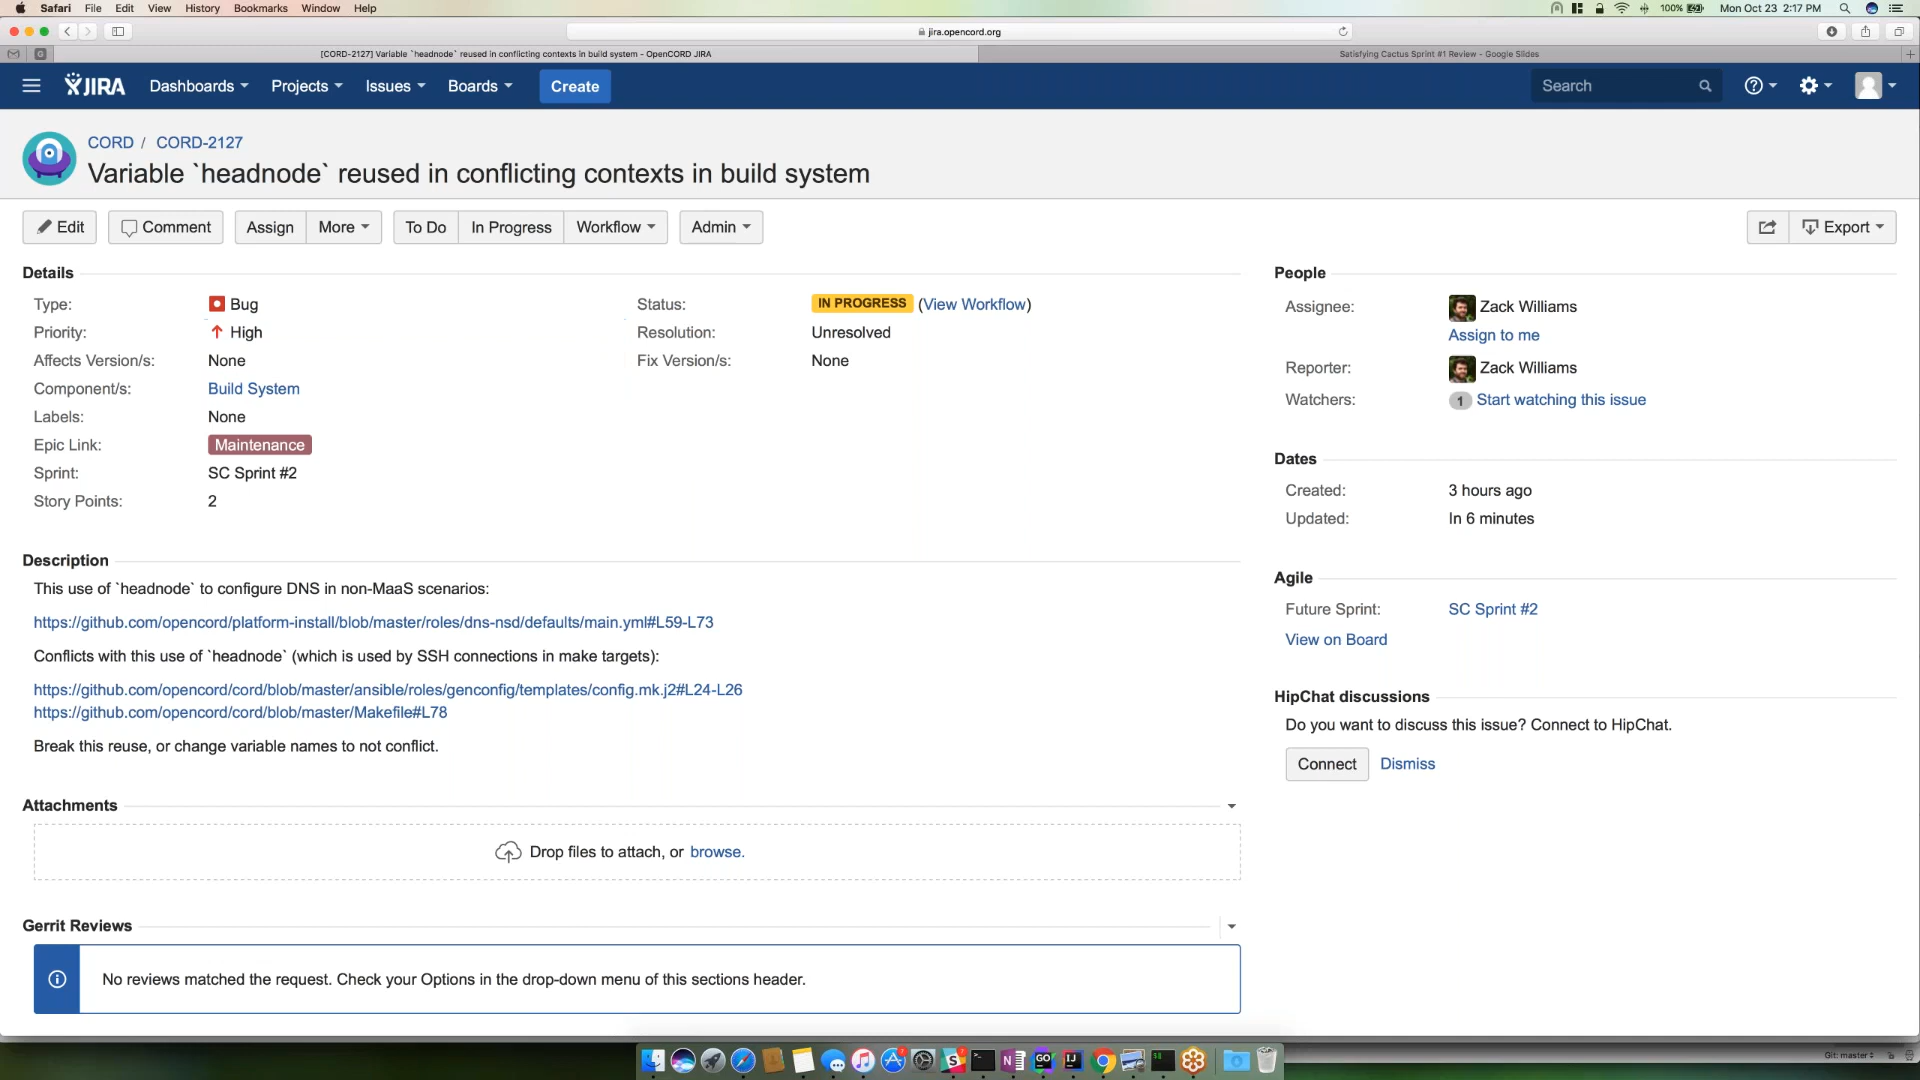 Safari File Edit View History Bookmarks Window Help 100% Mon Oct 23 2:17 PM
jira.opencord.org
[CORD-2127] Variable `headnode` reused in conflicting contexts in build system - OpenCORD JIRA Satisfying Cactus Sprint #1 Review - Google Slides
JIRA Dashboards Projects Issues Boards Create Search
CORD / CORD-2127
Variable `headnode` reused in conflicting contexts in build system
Edit Comment Assign More To Do In Progress Workflow Admin Export
Details
Type: Bug
Priority: High
Affects Version/s: None
Component/s: Build System
Labels: None
Epic Link: Maintenance
Sprint: SC Sprint #2
Story Points: 2
Status: IN PROGRESS (View Workflow)
Resolution: Unresolved
Fix Version/s: None
People
Assignee: Zack Williams
Assign to me
Reporter: Zack Williams
Watchers: 1 Start watching this issue
Dates
Created: 3 hours ago
Updated: In 6 minutes
Description
This use of `headnode` to configure DNS in non-MaaS scenarios:
https://github.com/opencord/platform-install/blob/master/roles/dns-nsd/defaults/main.yml#L59-L73
Conflicts with this use of `headnode` (which is used by SSH connections in make targets):
https://github.com/opencord/cord/blob/master/ansible/roles/genconfig/templates/config.mk.j2#L24-L26
https://github.com/opencord/cord/blob/master/Makefile#L78
Break this reuse, or change variable names to not conflict.
Agile
Future Sprint: SC Sprint #2
View on Board
HipChat discussions
Do you want to discuss this issue? Connect to HipChat.
Connect Dismiss
Attachments
Drop files to attach, or browse.
Gerrit Reviews
No reviews matched the request. Check your Options in the drop-down menu of this sections header.
Git: master